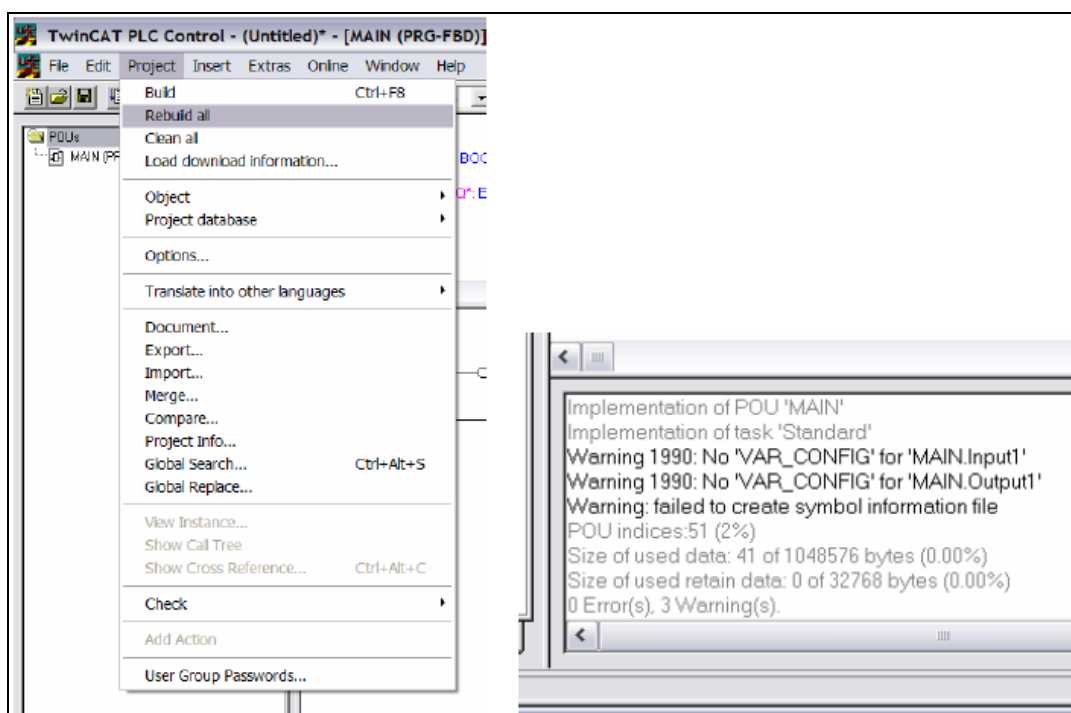 TwinCAT PLC Control - (Untitled)* - [MAIN (PRG-FBD)]
File Edit Project Insert Extras Online Window Help
Build Ctrl+F8
Rebuild all
Clean all
Load download information...
POUs
MAIN (PR
BOO
Object
Project database
Options...
Translate into other languages
Document...
Export...
Import...
Merge...
Compare...
Project Info...
Global Search... Ctrl+Alt+S
Global Replace...
View Instance...
Show Call Tree
Show Cross Reference... Ctrl+Alt+C
Check
Add Action
User Group Passwords...
Implementation of POU 'MAIN'
Implementation of task 'Standard'
Warning 1990: No 'VAR_CONFIG' for 'MAIN.Input1'
Warning 1990: No 'VAR_CONFIG' for 'MAIN.Output1'
Warning: failed to create symbol information file
POU indices:51 (2%)
Size of used data: 41 of 1048576 bytes (0.00%)
Size of used retain data: 0 of 32768 bytes (0.00%)
0 Error(s), 3 Warning(s).